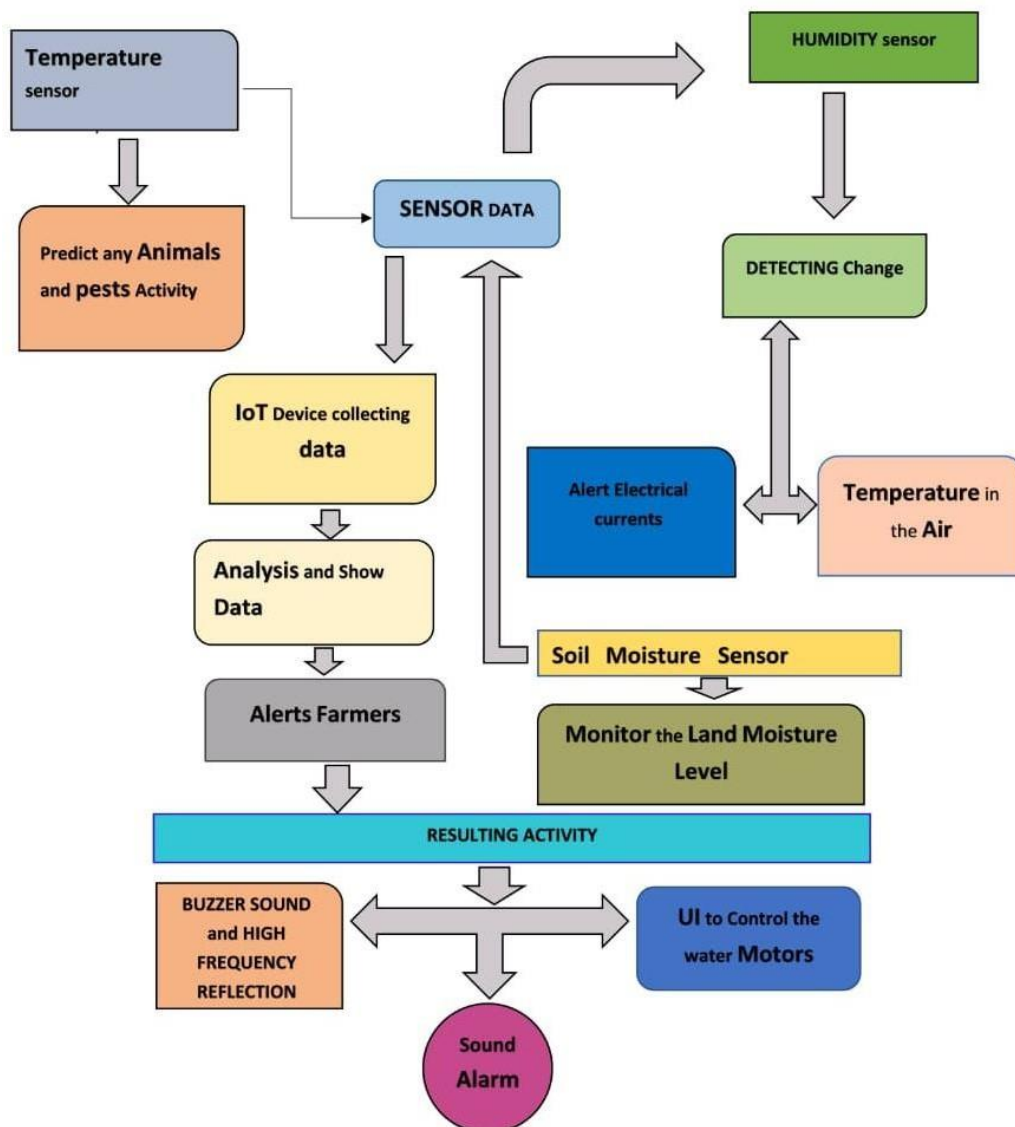 Temperature
sensor
HUMIDITY sensor
SENSOR DATA
Predict any Animals
and pests Activity
DETECTING Change
IoT Device collecting
data
Alert Electrical
currents
Temperature in
the Air
Analysis and Show
Data
Soil Moisture Sensor
Alerts Farmers
Monitor the Land Moisture
Level
RESULTING ACTIVITY
BUZZER SOUND
and HIGH
FREQUENCY
REFLECTION
UI to Control the
water Motors
Sound
Alarm